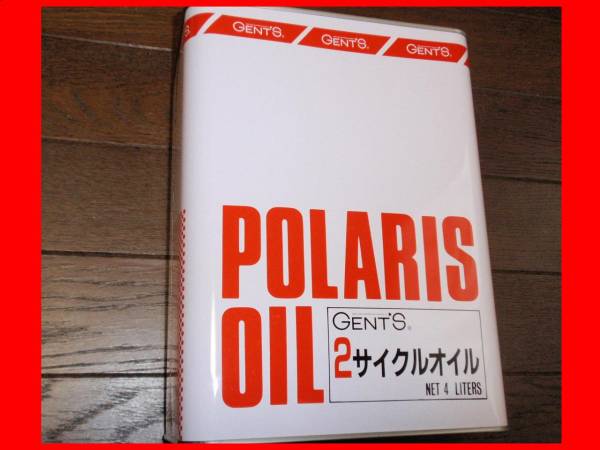 GENT'S® GENT'S® GENT'S®
POLARIS
OIL
GENT'S®
2サイクルオイル
NET 4 LITERS